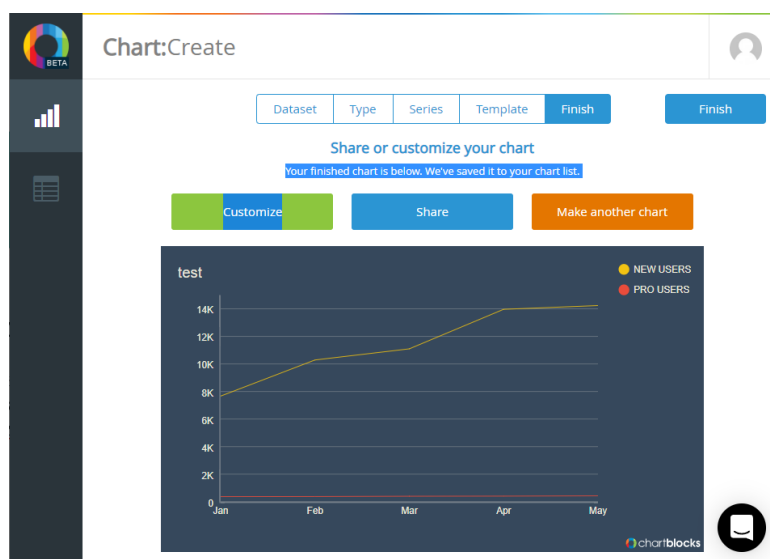 BETA
Chart:Create
Dataset Type Series Template Finish Finish
Share or customize your chart
Your finished chart is below. We've saved it to your chart list.
Customize Share Make another chart
test
NEW USERS
PRO USERS
14K
12K
10K
8K
6K
4K
2K
0
Jan Feb Mar Apr May
chartblocks